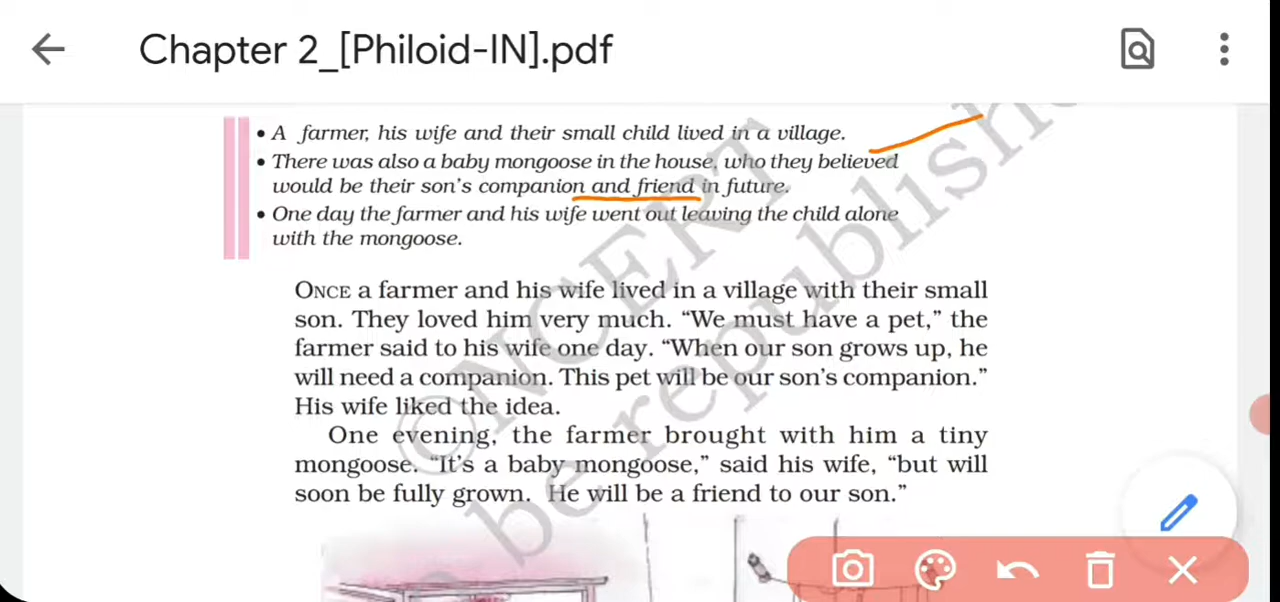 Chapter 2_[Philoid-IN].pdf
• A farmer, his wife and their small child lived in a village.
• There was also a baby mongoose in the house, who they believed
would be their son's companion and friend in future.
• One day the farmer and his wife went out leaving the child alone
with the mongoose.
ONCE a farmer and his wife lived in a village with their small
son. They loved him very much. “We must have a pet,” the
farmer said to his wife one day. “When our son grows up, he
will need a companion. This pet will be our son’s companion.”
His wife liked the idea.
One evening, the farmer brought with him a tiny
mongoose. “It’s a baby mongoose,” said his wife, “but will
soon be fully grown. He will be a friend to our son.”
©NCERT
be republished